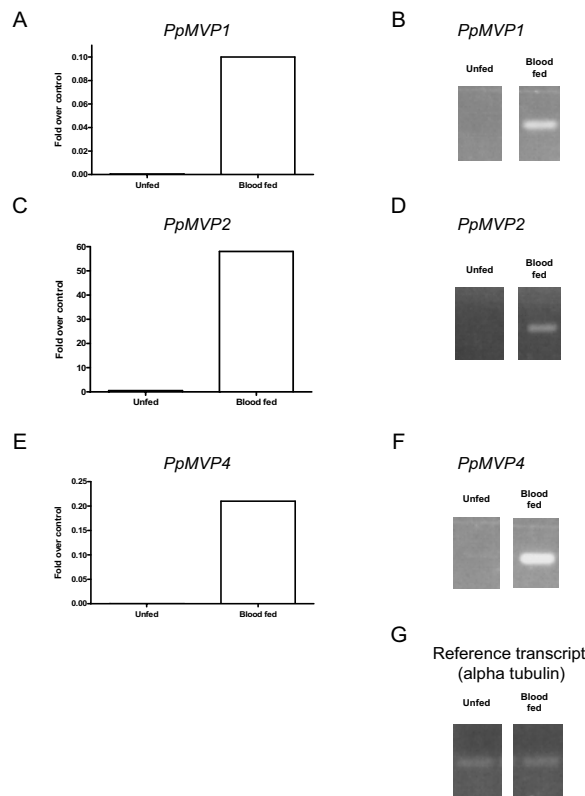 A
PpMVP1
Fold over control
0.10
0.08
0.06
0.04
0.02
0.00
Unfed
Blood fed
B
PpMVP1
Unfed
Blood
fed
C
PpMVP2
Fold over control
60
50
40
30
20
10
0
Unfed
Blood fed
D
PpMVP2
Unfed
Blood
fed
E
PpMVP4
Fold over control
0.25
0.20
0.15
0.10
0.05
0.00
Unfed
Blood fed
F
PpMVP4
Unfed
Blood
fed
G
Reference transcript
(alpha tubulin)
Unfed
Blood
fed